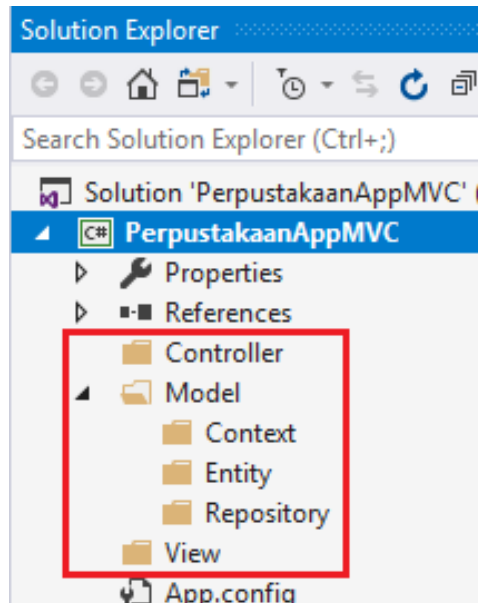 Solution Explorer
Search Solution Explorer (Ctrl+;)
Solution 'PerpustakaanAppMVC' (
C# PerpustakaanAppMVC
Properties
References
Controller
Model
Context
Entity
Repository
View
App.config